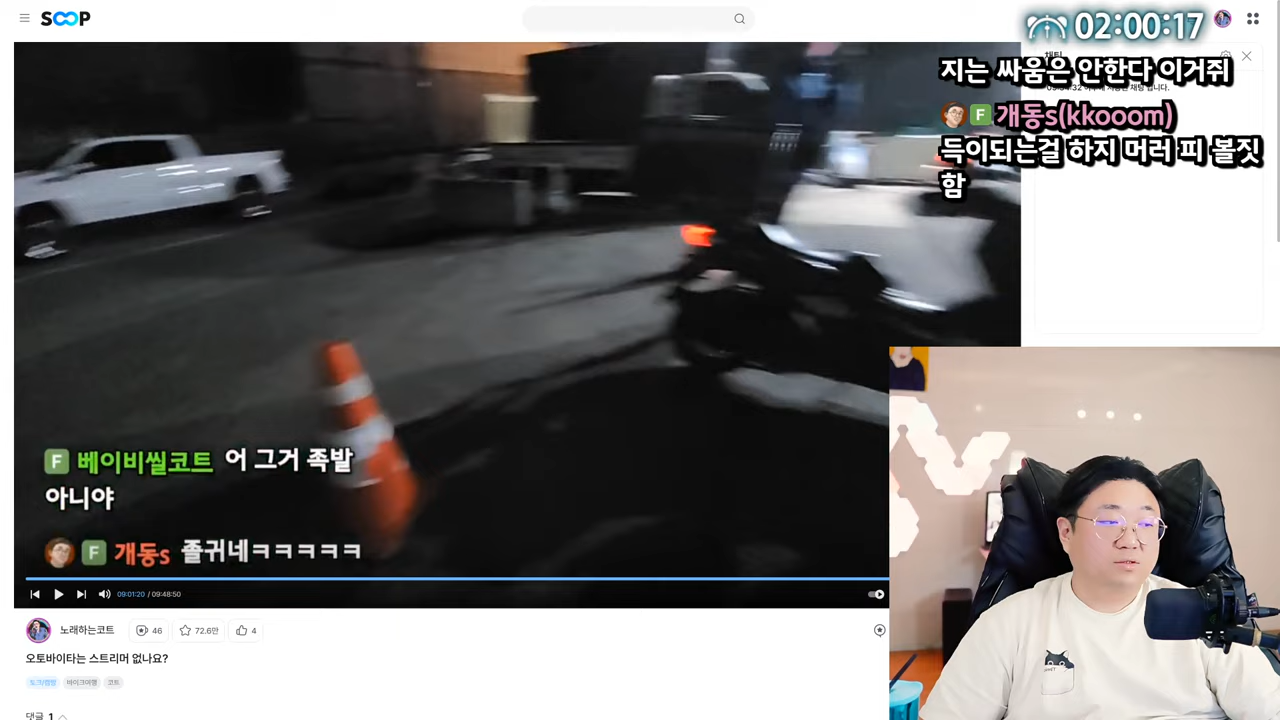 SOOP
02:00:17
지는 싸움은 안한다 이거쥐
F 개동s(kkooom)
득이되는걸 하지 머러 피 볼짓
함
F 베이비씰코트 어 그거 족발
아니야
F 개동s 졸귀네ㅋㅋㅋㅋㅋ
09:01:20 / 09:48:50
노래하는코트
46
72.6만
4
오토바이타는 스트리머 없나요?
토크/캠방 바이크여행 코트
댓글 1